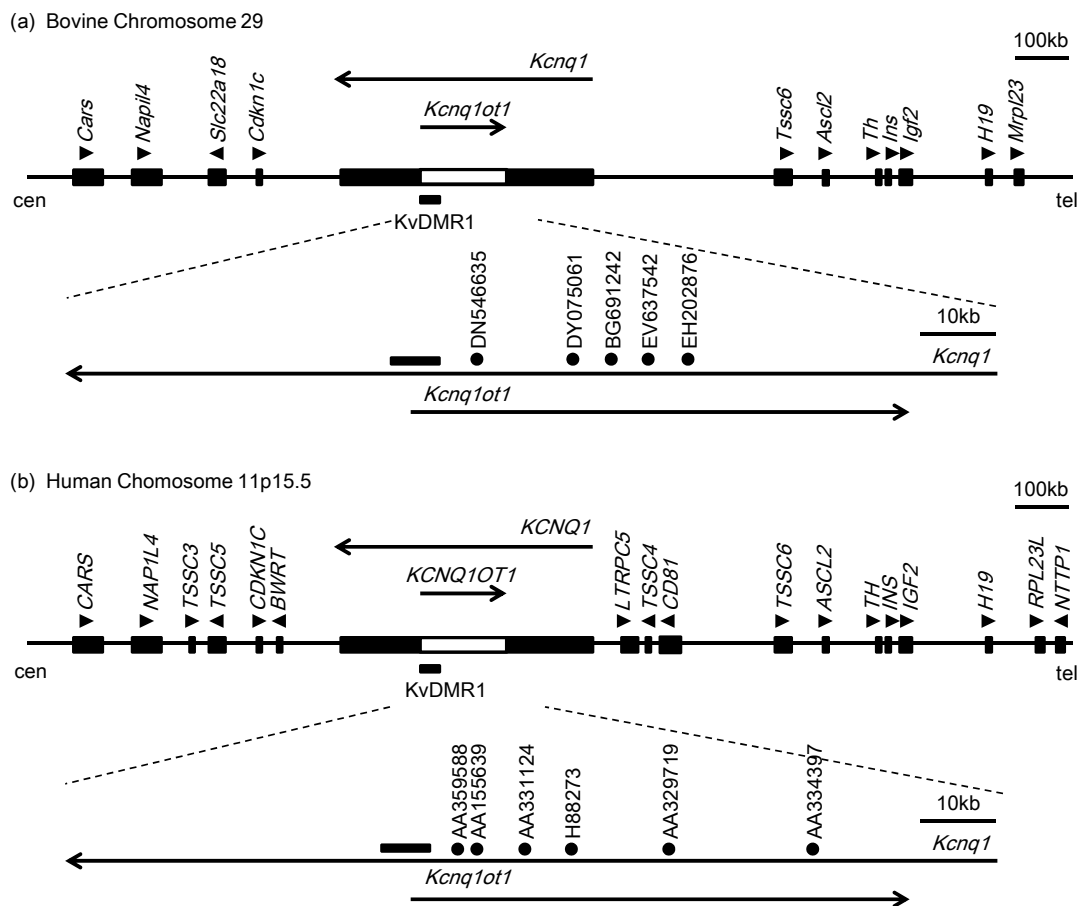 (a) Bovine Chromosome 29
100kb
Kcnq1
Kcnq1ot1
Cars
Napil4
Slc22a18
Cdkn1c
Tssc6
Ascl2
Th
Ins
Igf2
H19
Mrpl23
cen
tel
KvDMR1
DN546635
DY075061
BG691242
EV637542
EH202876
10kb
Kcnq1
Kcnq1ot1
(b) Human Chomosome 11p15.5
100kb
KCNQ1
KCNQ1OT1
CARS
NAP1L4
TSSC3
TSSC5
CDKN1C
BWRT
LTRPC5
TSSC4
CD81
TSSC6
ASCL2
TH
INS
IGF2
H19
RPL23L
NTTP1
cen
tel
KvDMR1
AA359588
AA155639
AA331124
H88273
AA329719
AA334397
10kb
Kcnq1
Kcnq1ot1